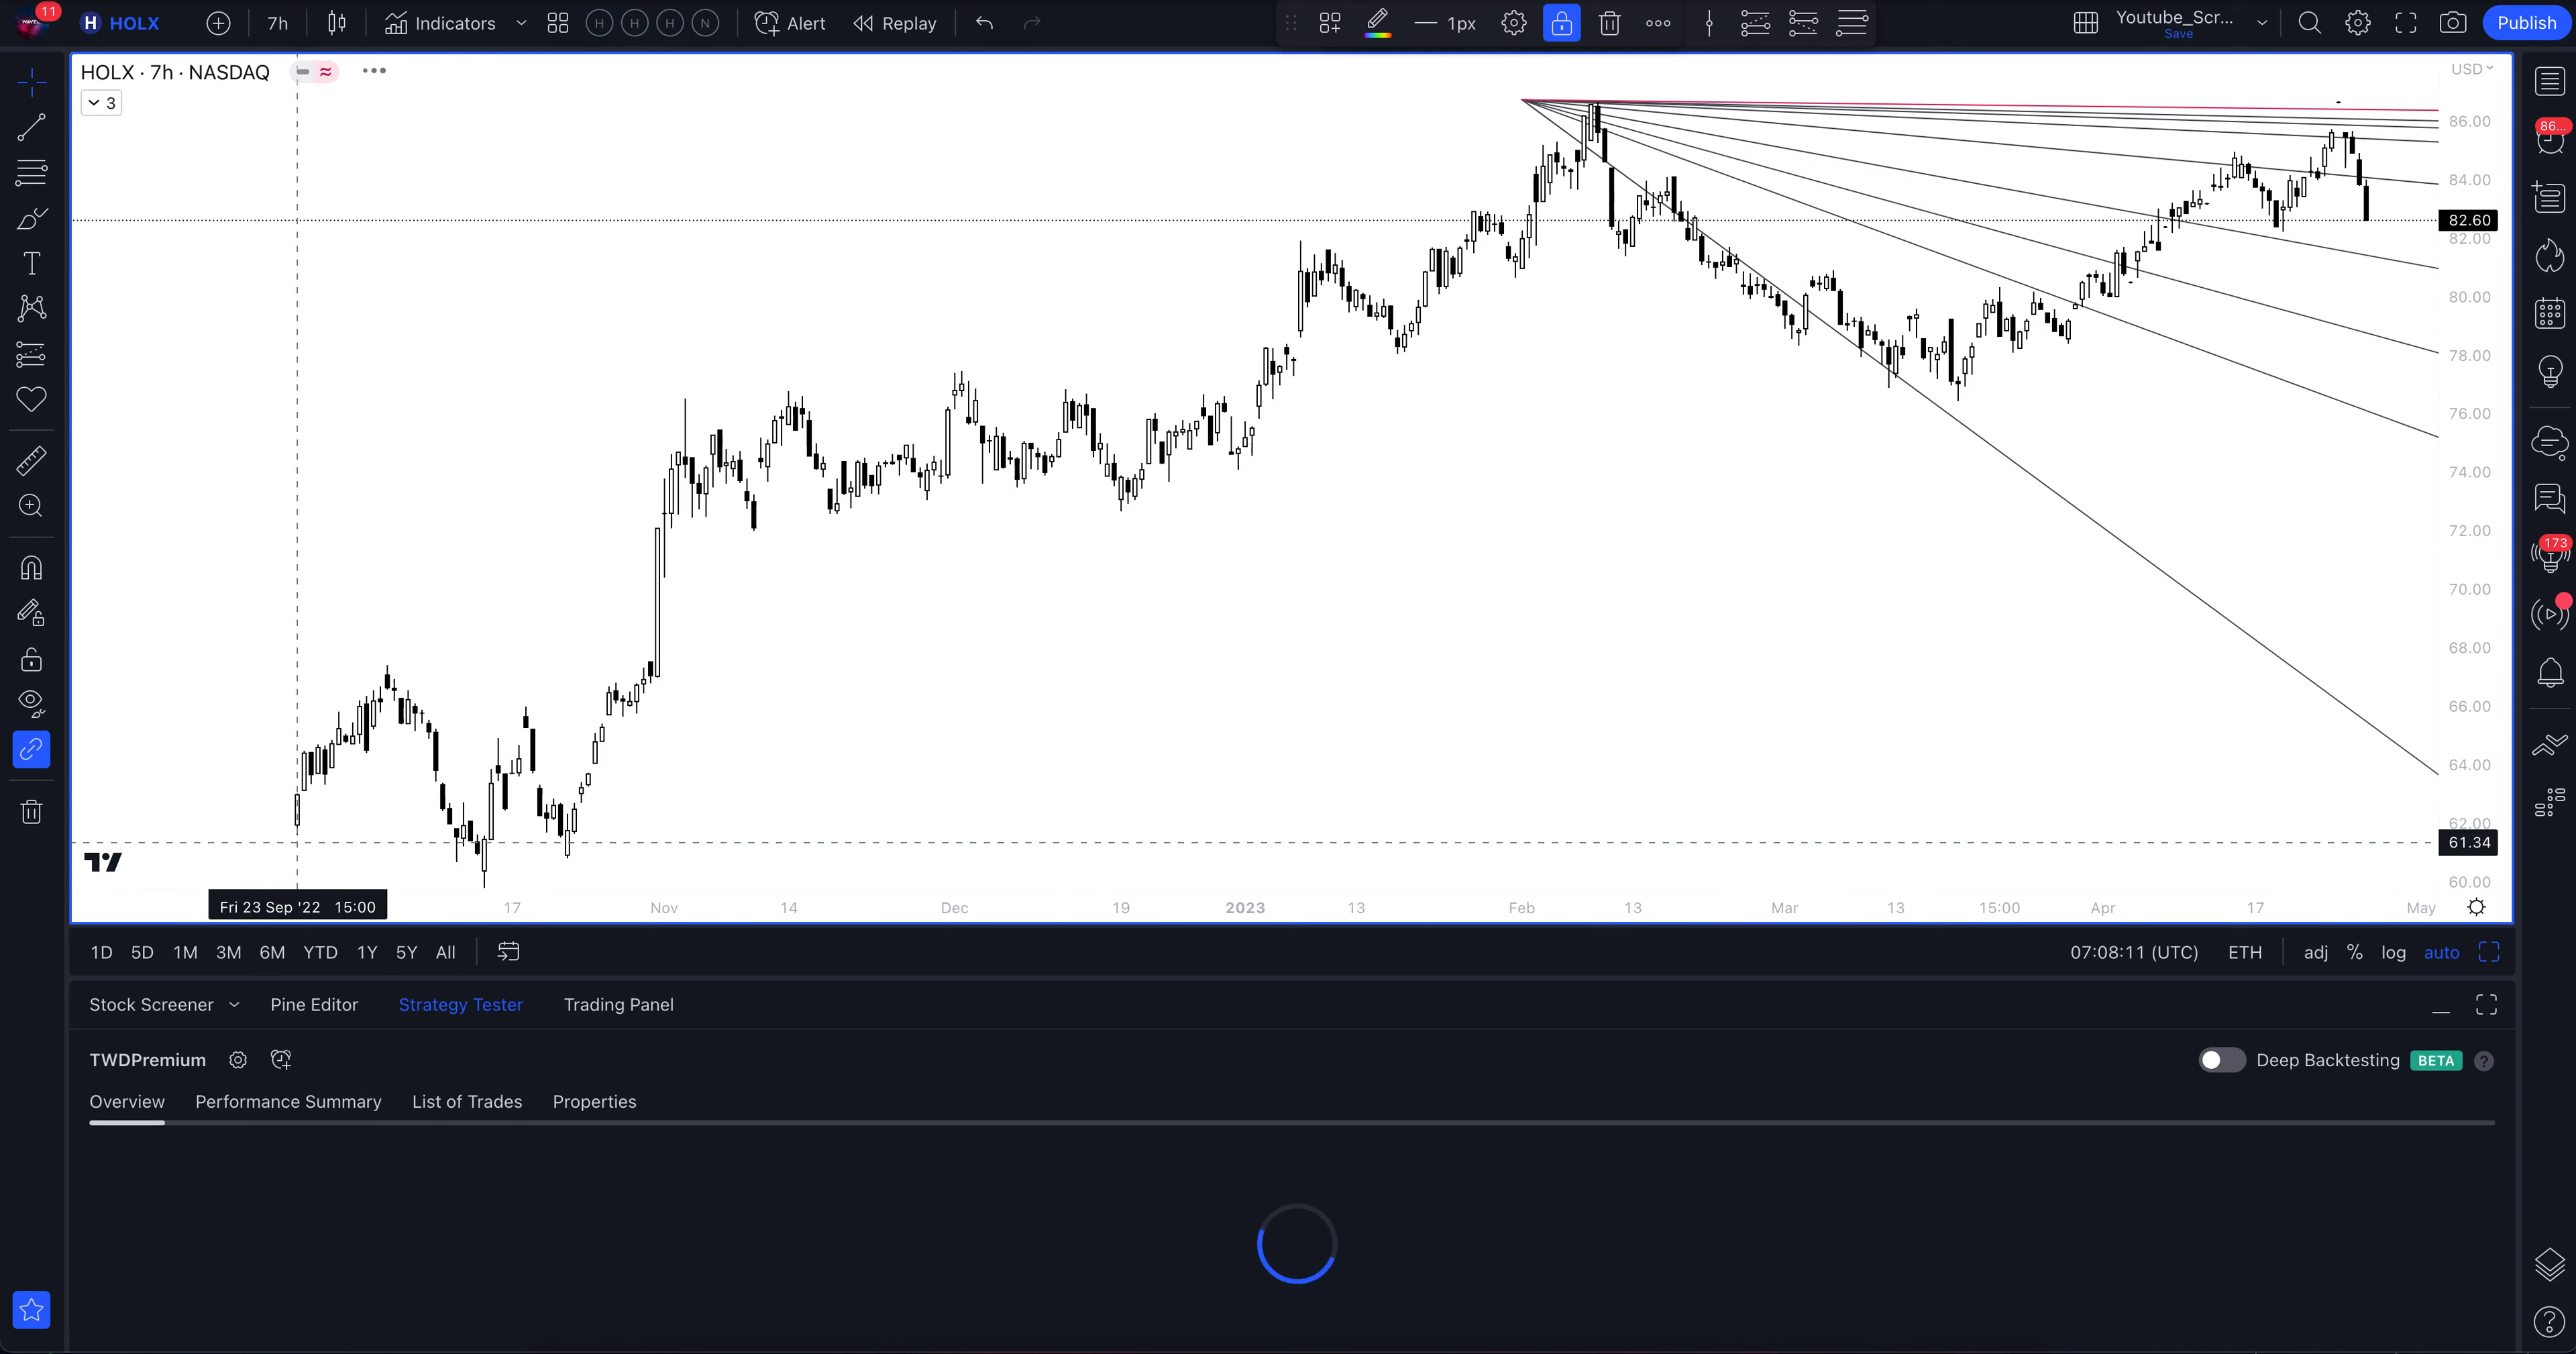 11
H HOLX 7h Indicators H H H N Alert Replay 1px Youtube_Scr... Save Publish
HOLX · 7h · NASDAQ
3
USD
86.00
84.00
82.60
82.00
80.00
78.00
76.00
74.00
72.00
70.00
68.00
66.00
64.00
62.00
61.34
60.00
Fri 23 Sep '22 15:00 17 Nov 14 Dec 19 2023 13 Feb 13 Mar 13 15:00 Apr 17 May
86...
173
1D 5D 1M 3M 6M YTD 1Y 5Y All 07:08:11 (UTC) ETH adj % log auto
Stock Screener Pine Editor Strategy Tester Trading Panel
TWDPremium Deep Backtesting BETA ?
Overview Performance Summary List of Trades Properties